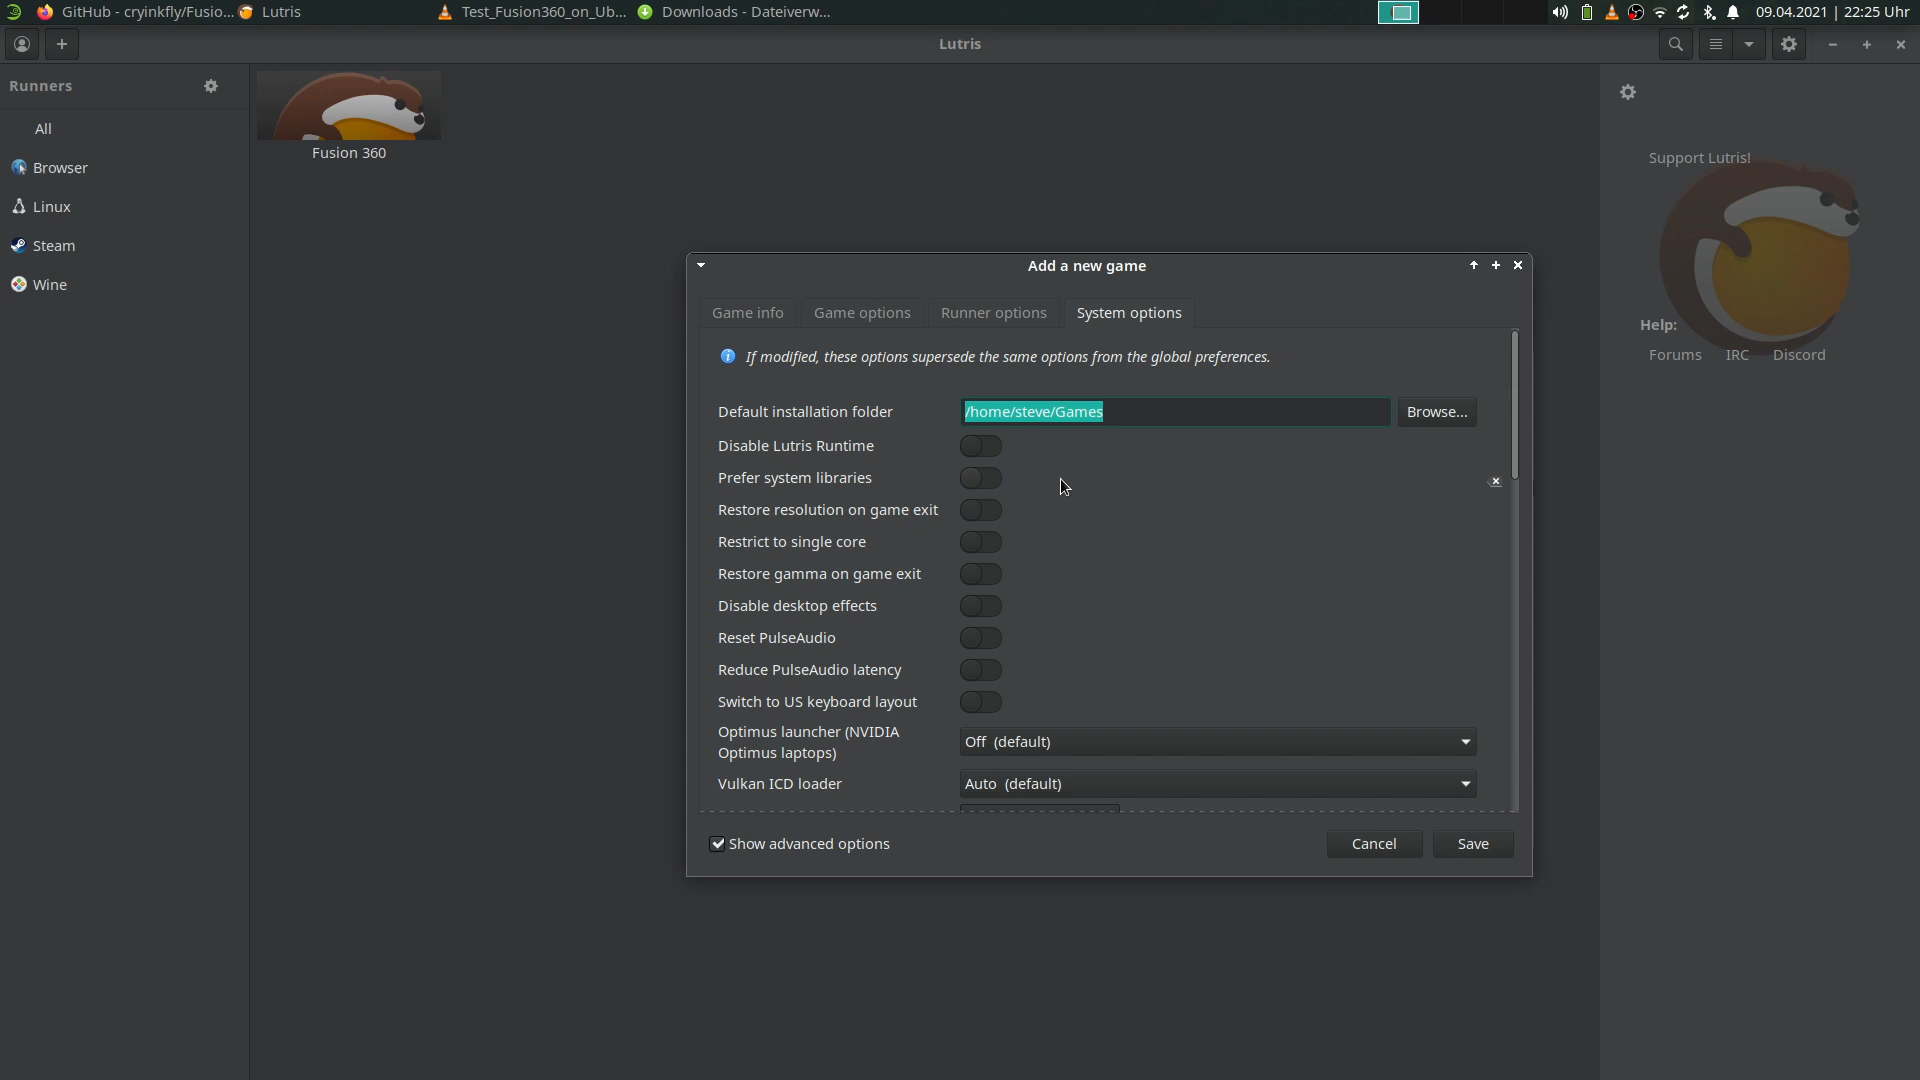 GitHub - cryinkfly/Fusio...
Lutris
Test_Fusion360_on_Ub...
Downloads - Dateiverw...
09.04.2021 | 22:25 Uhr
Lutris
Runners
All
Browser
Linux
Steam
Wine
Fusion 360
Support Lutris!
Help:
Forums IRC Discord
Add a new game
Game info Game options Runner options System options
If modified, these options supersede the same options from the global preferences.
Default installation folder /home/steve/Games Browse...
Disable Lutris Runtime
Prefer system libraries
Restore resolution on game exit
Restrict to single core
Restore gamma on game exit
Disable desktop effects
Reset PulseAudio
Reduce PulseAudio latency
Switch to US keyboard layout
Optimus launcher (NVIDIA
Optimus laptops)
Off (default)
Vulkan ICD loader Auto (default)
Show advanced options Cancel Save